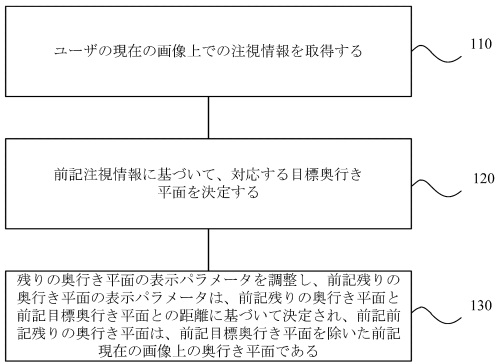 ユーザの現在の画像上での注視情報を取得する
110
前記注視情報に基づいて、対応する目標奥行き
平面を決定する
120
残りの奥行き平面の表示パラメータを調整し、前記残りの
奥行き平面の表示パラメータは、前記残りの奥行き平面と
前記目標奥行き平面との距離に基づいて決定され、前記前
記残りの奥行き平面は、前記目標奥行き平面を除いた前記
現在の画像上の奥行き平面である
130